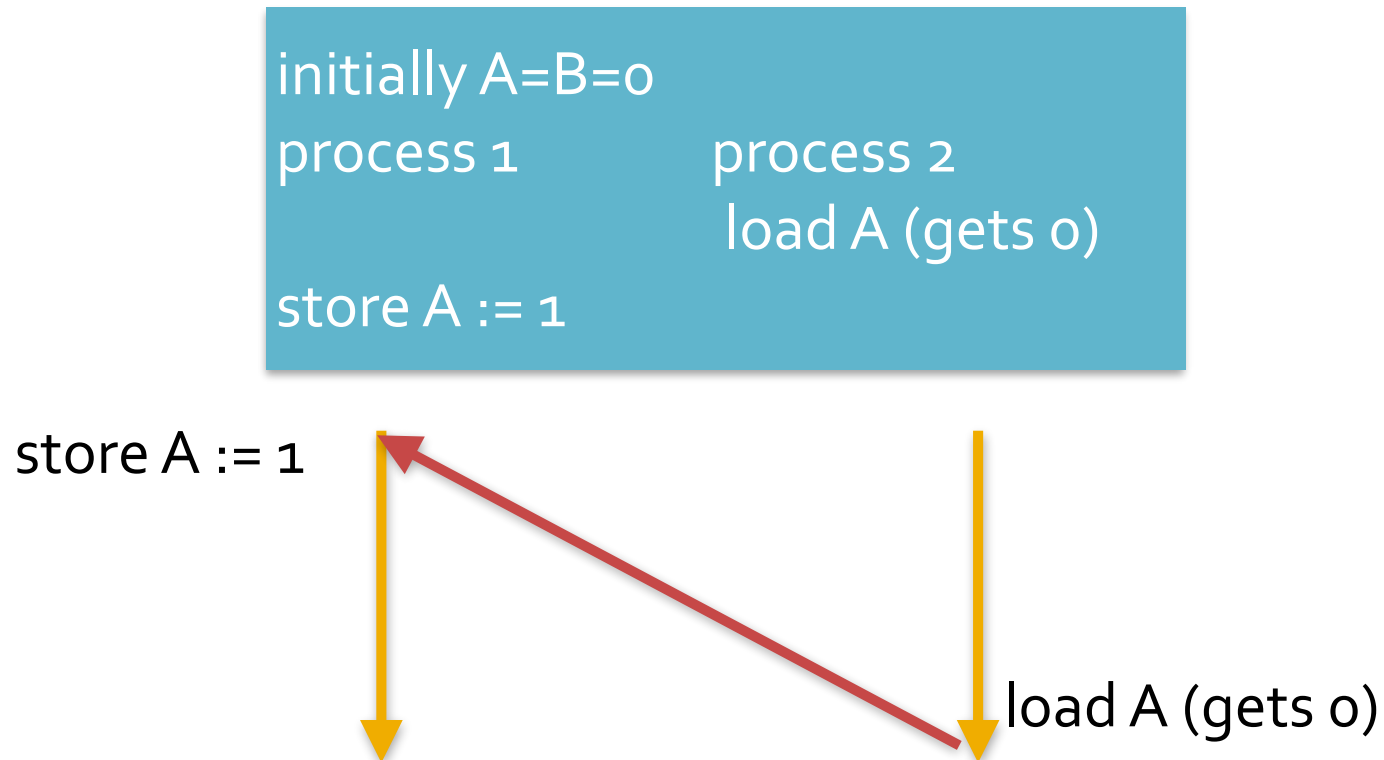 initially A=B=0
process 1 process 2
load A (gets 0)
store A := 1
store A := 1
load A (gets 0)